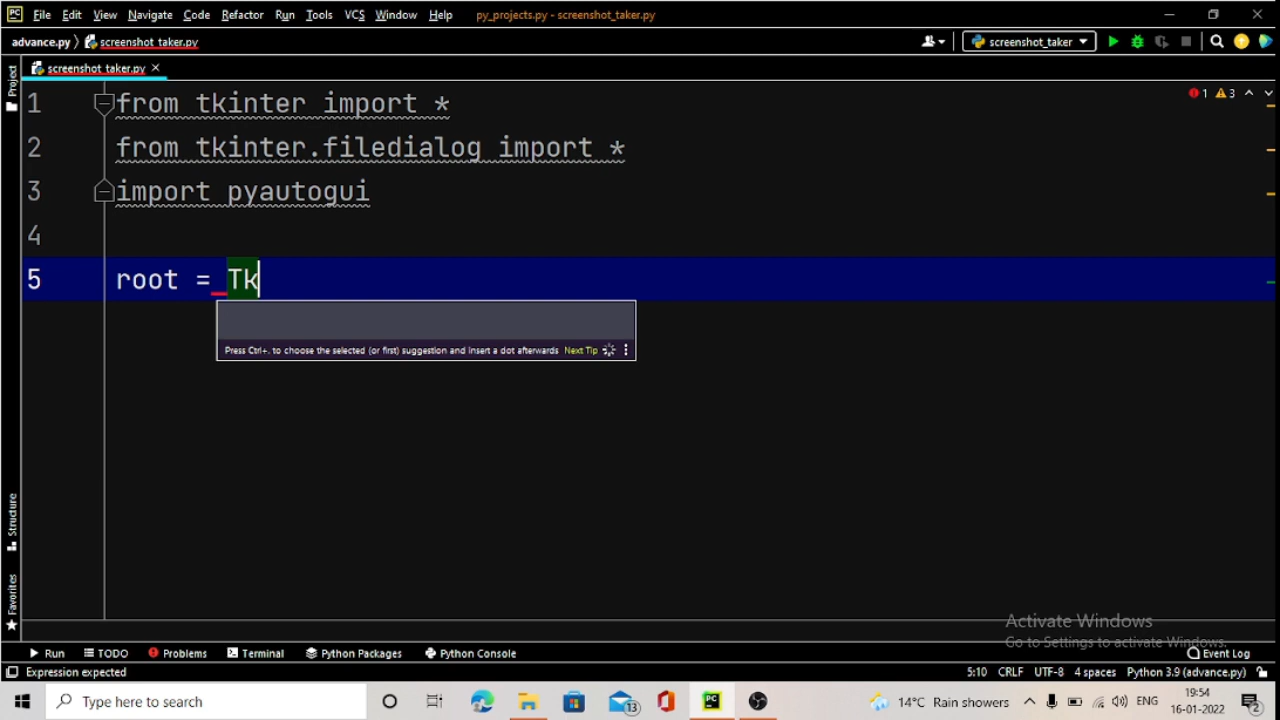 File Edit View Navigate Code Refactor Run Tools VCS Window Help py_projects.py - screenshot_taker.py
advance.py screenshot_taker.py screenshot_taker
Project
screenshot_taker.py
1 from tkinter import * 1 3
2 from tkinter.filedialog import *
3 import pyautogui
4
5 root = Tk
Press Ctrl+. to choose the selected (or first) suggestion and insert a dot afterwards Next Tip
Structure
Favorites
Activate Windows
Go to Settings to activate Windows.
Run TODO Problems Terminal Python Packages Python Console Event Log
Expression expected 5:10 CRLF UTF-8 4 spaces Python 3.9 (advance.py)
Type here to search 13 PC 14°C Rain showers ENG 19:54 16-01-2022 2